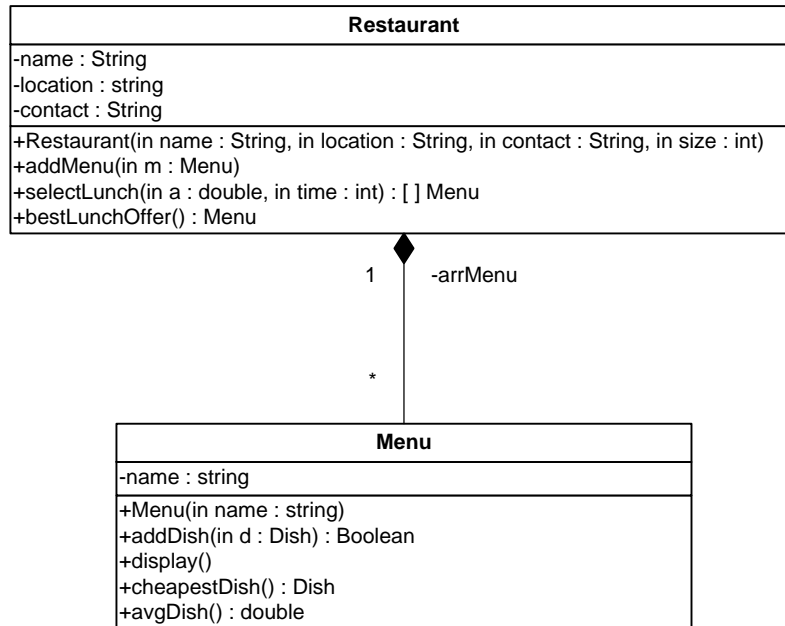 Restaurant
-name : String
-location : string
-contact : String
+Restaurant(in name : String, in location : String, in contact : String, in size : int)
+addMenu(in m : Menu)
+selectLunch(in a : double, in time : int) : [ ] Menu
+bestLunchOffer() : Menu
1 -arrMenu
*
Menu
-name : string
+Menu(in name : string)
+addDish(in d : Dish) : Boolean
+display()
+cheapestDish() : Dish
+avgDish() : double